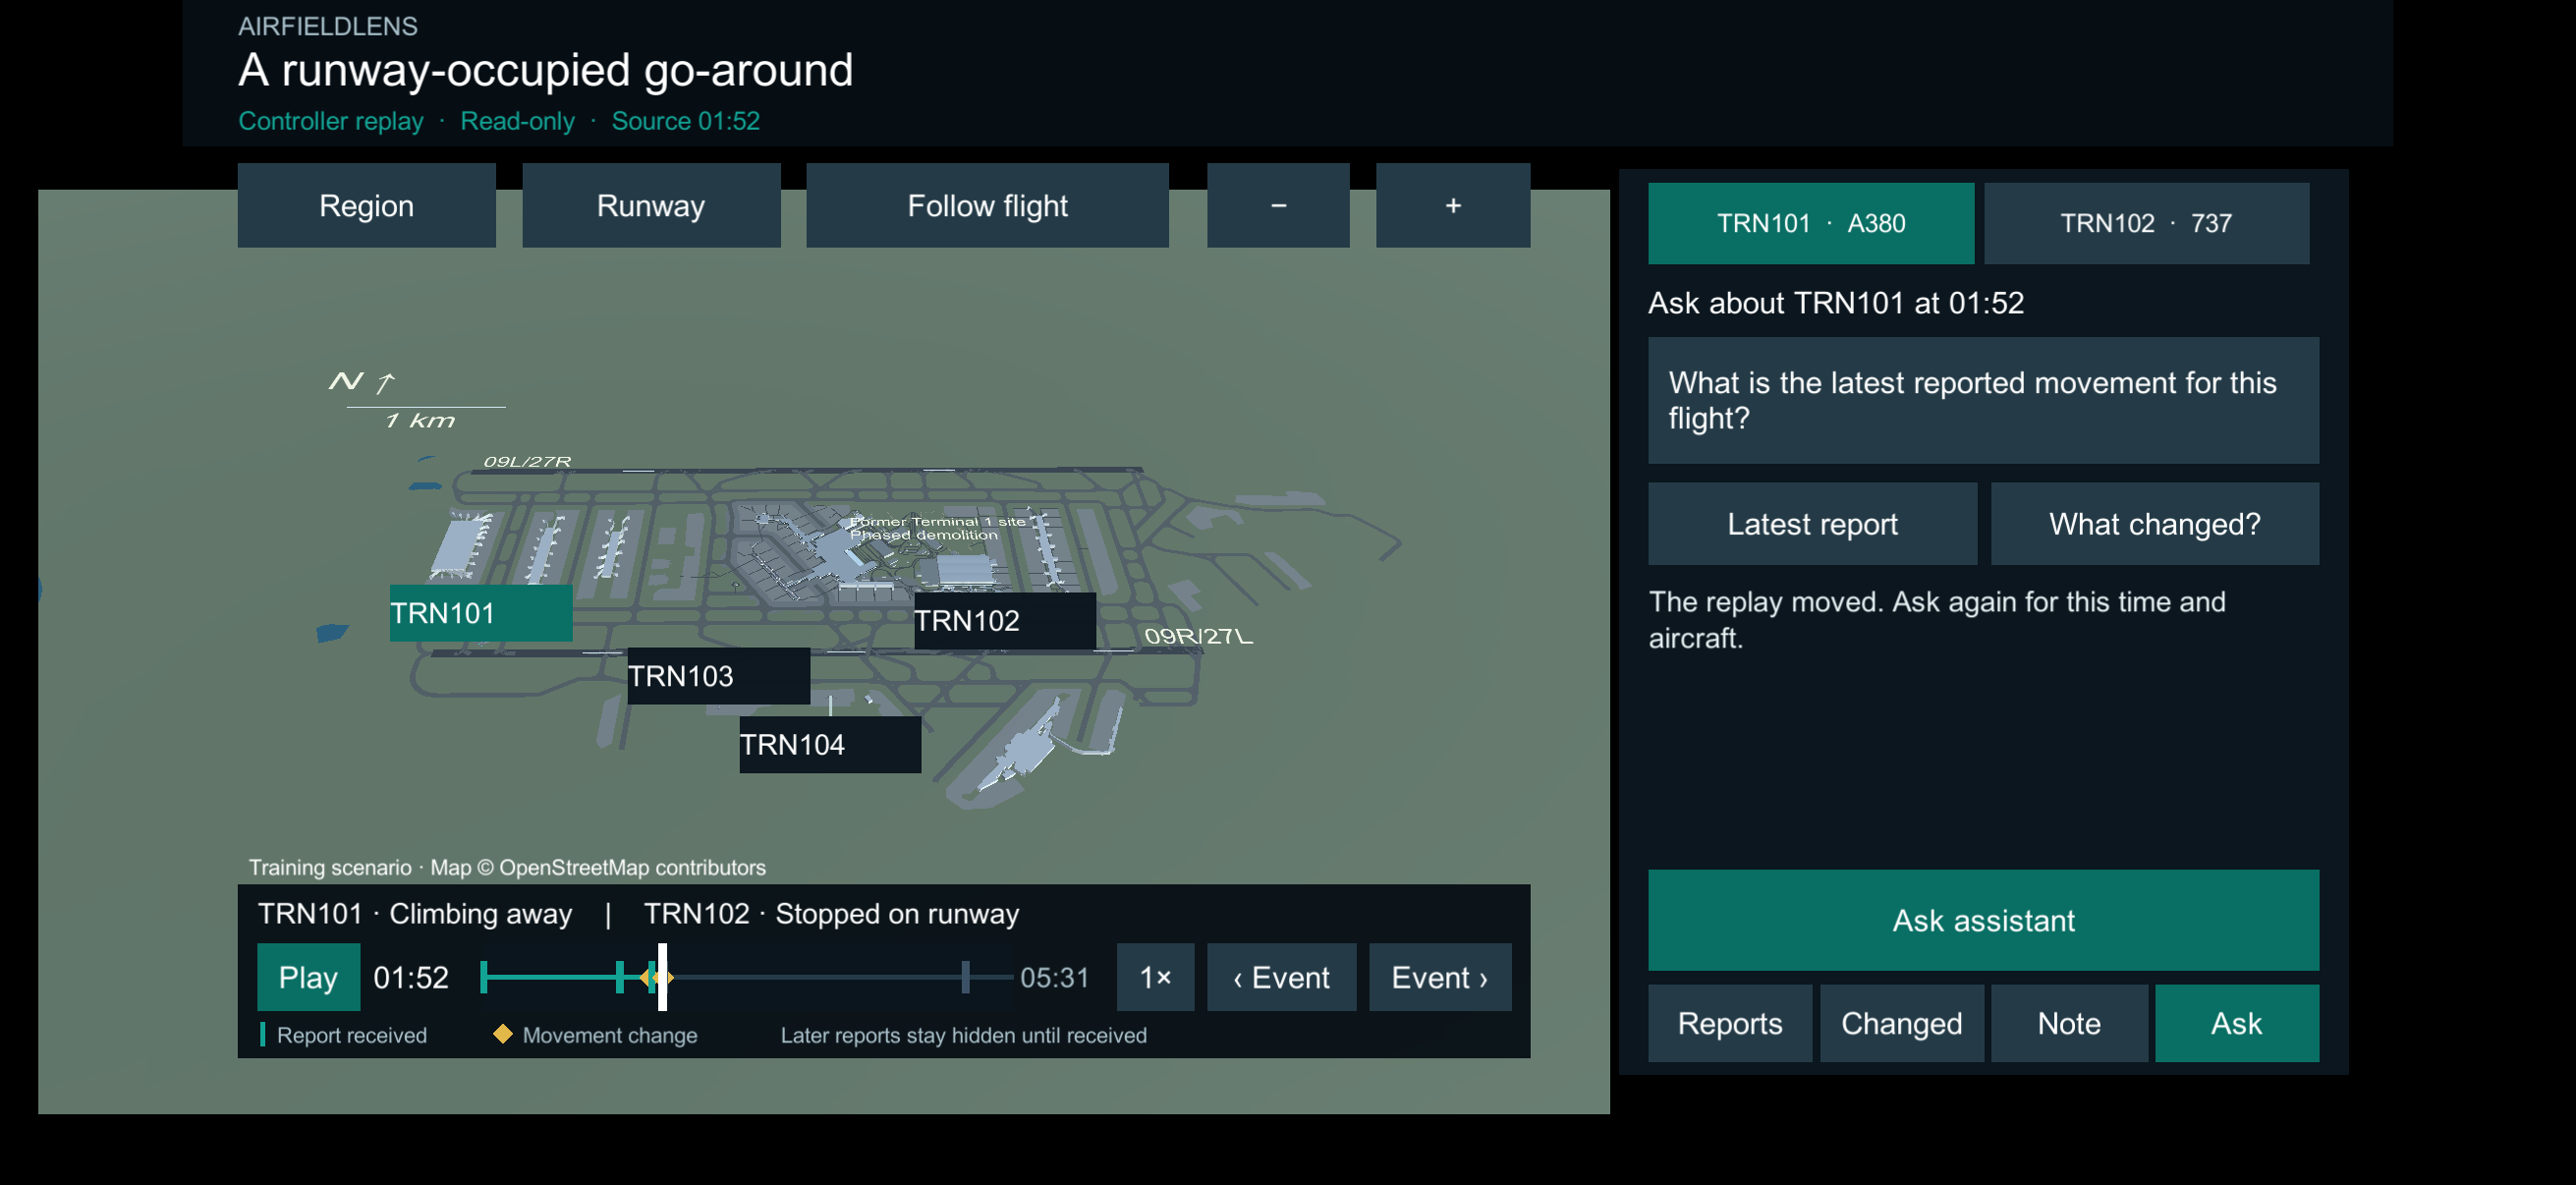 AIRFIELDLENS
A runway-occupied go-around
Controller replay · Read-only · Source 01:52
Region
Runway
Follow flight
−
+
N ↑
1 km
09L/27R
Former Terminal 1 site
Phased demolition
TRN101
TRN102
09R/27L
TRN103
TRN104
Training scenario · Map © OpenStreetMap contributors
TRN101 · Climbing away | TRN102 · Stopped on runway
Play 01:52
05:31
1×
‹ Event
Event ›
Report received
Movement change
Later reports stay hidden until received
TRN101 · A380
TRN102 · 737
Ask about TRN101 at 01:52
What is the latest reported movement for this
flight?
Latest report
What changed?
The replay moved. Ask again for this time and
aircraft.
Ask assistant
Reports
Changed
Note
Ask